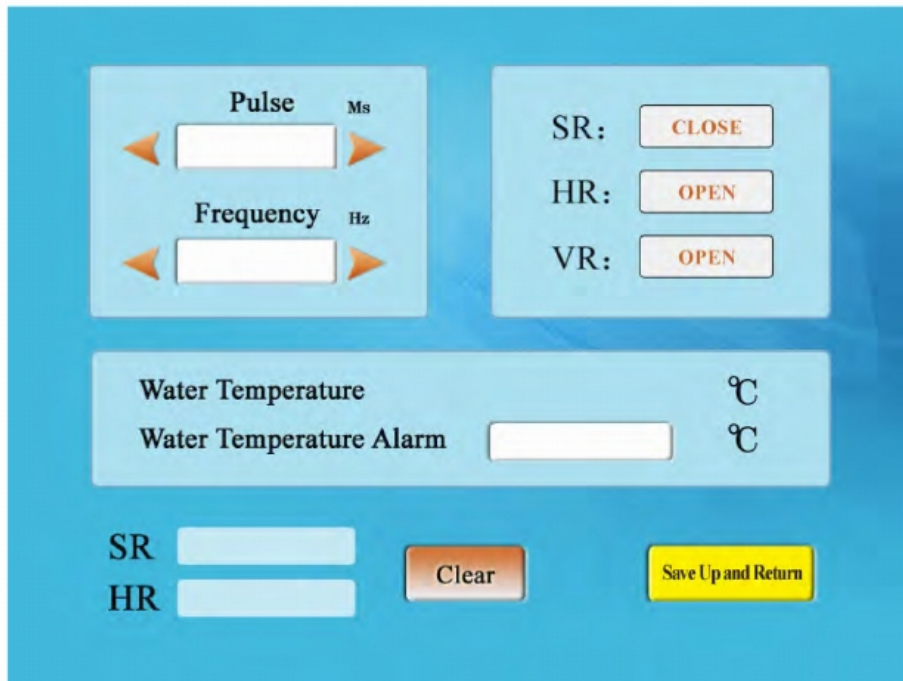 Pulse Ms
Frequency Hz
SR: CLOSE
HR: OPEN
VR: OPEN
Water Temperature ℃
Water Temperature Alarm ℃
SR
HR
Clear
Save Up and Return